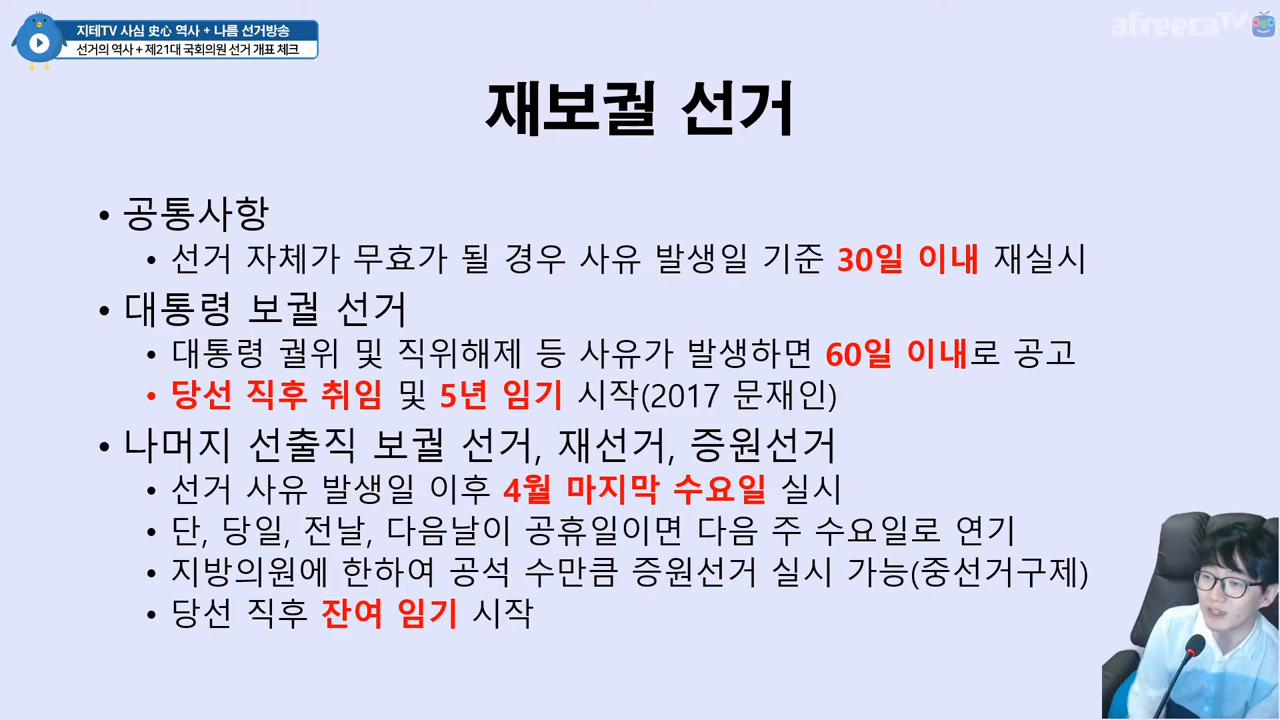 지테TV 사심 史心 역사 + 나름 선거방송
선거의 역사 + 제21대 국회의원 선거 개표 체크
afreecaTV
재보궐 선거
• 공통사항
• 선거 자체가 무효가 될 경우 사유 발생일 기준 30일 이내 재실시
• 대통령 보궐 선거
• 대통령 궐위 및 직위해제 등 사유가 발생하면 60일 이내로 공고
• 당선 직후 취임 및 5년 임기 시작(2017 문재인)
• 나머지 선출직 보궐 선거, 재선거, 증원선거
• 선거 사유 발생일 이후 4월 마지막 수요일 실시
• 단, 당일, 전날, 다음날이 공휴일이면 다음 주 수요일로 연기
• 지방의원에 한하여 공석 수만큼 증원선거 실시 가능(중선거구제)
• 당선 직후 잔여 임기 시작